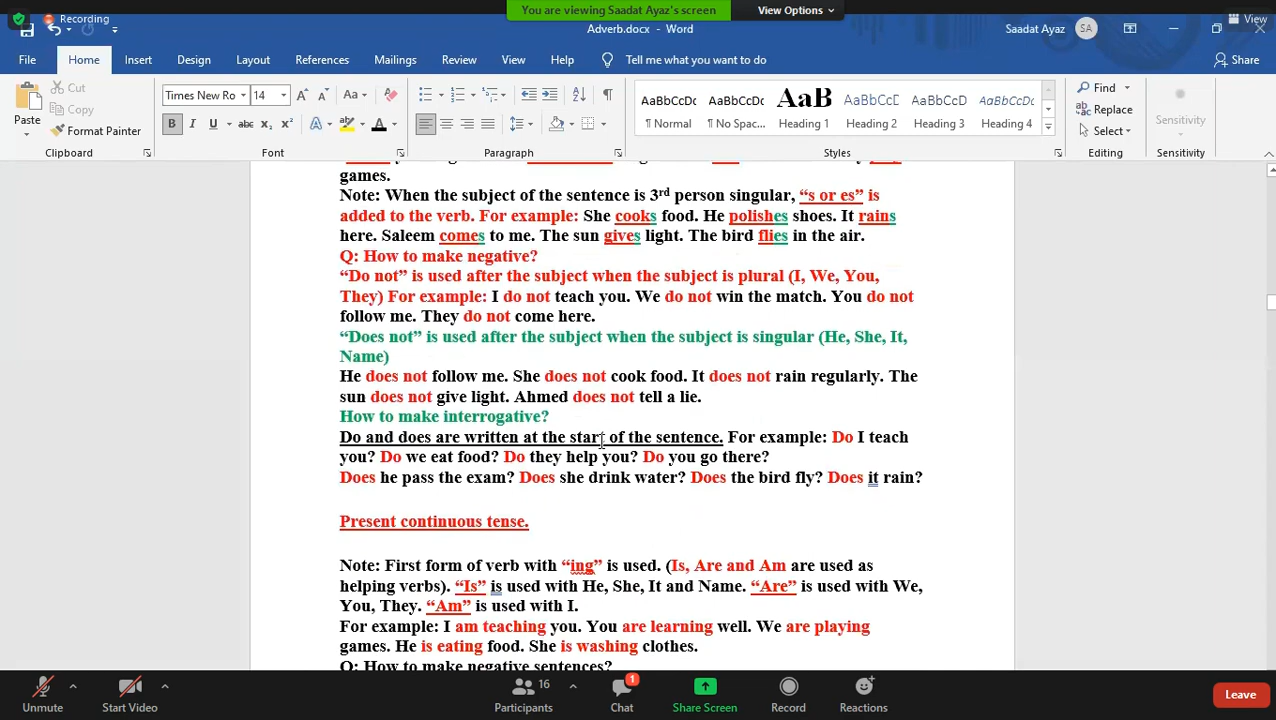 Recording
You are viewing Saadat Ayaz's screen
View Options
View
Adverb.docx - Word
Saadat Ayaz
SA
File
Home
Insert
Design
Layout
References
Mailings
Review
View
Help
Tell me what you want to do
Share
Paste
Cut
Copy
Format Painter
Clipboard
Times New Ro
14
Font
Paragraph
AaBbCcDc
¶ Normal
AaBbCcDc
¶ No Spac...
AaB
Heading 1
AaBbCcDc
Heading 2
AaBbCcDc
Heading 3
AaBbCcDc
Heading 4
Styles
Find
Replace
Select
Editing
Sensitivity
Sensitivity
games.
Note: When the subject of the sentence is 3rd person singular, “s or es” is
added to the verb. For example: She cooks food. He polishes shoes. It rains
here. Saleem comes to me. The sun gives light. The bird flies in the air.
Q: How to make negative?
“Do not” is used after the subject when the subject is plural (I, We, You,
They) For example: I do not teach you. We do not win the match. You do not
follow me. They do not come here.
“Does not” is used after the subject when the subject is singular (He, She, It,
Name)
He does not follow me. She does not cook food. It does not rain regularly. The
sun does not give light. Ahmed does not tell a lie.
How to make interrogative?
Do and does are written at the start of the sentence. For example: Do I teach
you? Do we eat food? Do they help you? Do you go there?
Does he pass the exam? Does she drink water? Does the bird fly? Does it rain?
Present continuous tense.
Note: First form of verb with “ing” is used. (Is, Are and Am are used as
helping verbs). “Is” is used with He, She, It and Name. “Are” is used with We,
You, They. “Am” is used with I.
For example: I am teaching you. You are learning well. We are playing
games. He is eating food. She is washing clothes.
Q: How to make negative sentences?
Unmute
Start Video
16
Participants
1
Chat
Share Screen
Record
Reactions
Leave